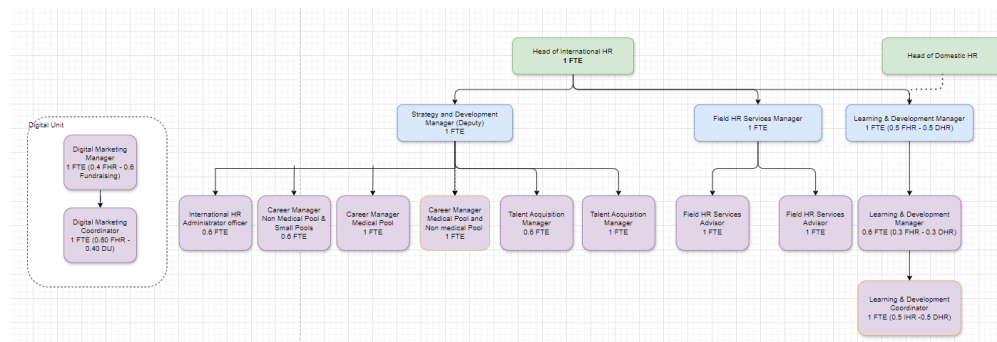 Head of International HR
1 FTE
Head of Domestic HR
Strategy and Development
Manager (Deputy)
1 FTE
Field HR Services Manager
1 FTE
Learning & Development Manager
1 FTE (0.5 FHR - 0.5 DHR)
Digital Unit
Digital Marketing
Manager
1 FTE (0.4 FHR - 0.6
Fundraising)
Digital Marketing
Coordinator
1 FTE (0.60 FHR -
0.40 DU)
International HR
Administrator officer
0.6 FTE
Career Manager
Non Medical Pool &
Small Pools
0.6 FTE
Career Manager
Medical Pool
1 FTE
Career Manager
Medical Pool and
Non medical Pool
1 FTE
Talent Acquisition
Manager
0.6 FTE
Talent Acquisition
Manager
1 FTE
Field HR Services
Advisor
1 FTE
Field HR Services
Advisor
1 FTE
Learning & Development
Manager
0.6 FTE (0.3 FHR - 0.3 DHR)
Learning & Development
Coordinator
1 FTE (0.5 IHR -0.5 DHR)